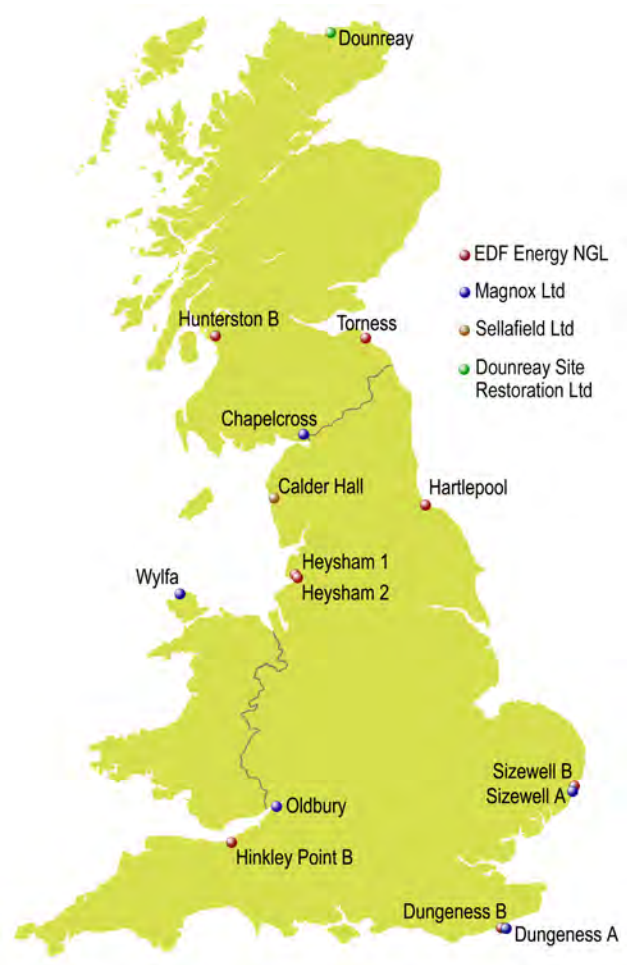 Dounreay
EDF Energy NGL
Magnox Ltd
Sellafield Ltd
Dounreay Site
Restoration Ltd
Hunterston B
Torness
Chapelcross
Calder Hall
Hartlepool
Heysham 1
Heysham 2
Wylfa
Sizewell B
Sizewell A
Oldbury
Hinkley Point B
Dungeness B
Dungeness A